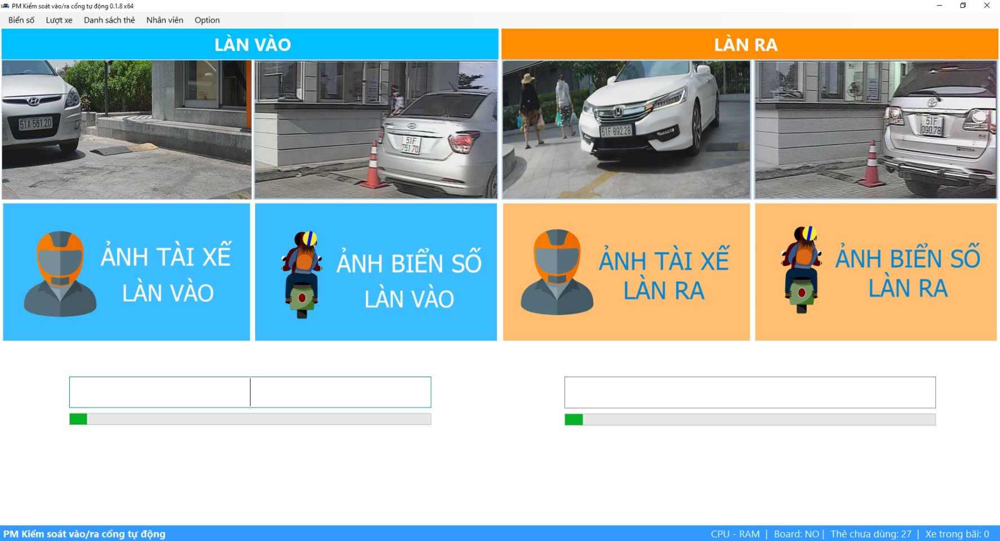 PM Kiểm soát vào/ra cổng tự động 0.1.8 x64
Biển số Lượt xe Danh sách thẻ Nhân viên Option
LÀN VÀO
LÀN RA
51A-561.20
51F
751.70
51F-892.28
51F
090.78
ẢNH TÀI XẾ
LÀN VÀO
ẢNH BIỂN SỐ
LÀN VÀO
ẢNH TÀI XẾ
LÀN RA
ẢNH BIỂN SỐ
LÀN RA
PM Kiểm soát vào/ra cổng tự động
CPU - RAM | Board: NO | Thẻ chưa dùng: 27 | Xe trong bãi: 0